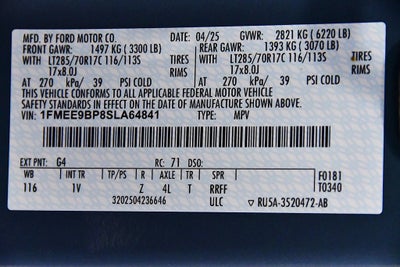 MFD. BY FORD MOTOR CO. 04/25 GVWR: 2821 KG ( 6220 LB)
FRONT GAWR: 1497 KG ( 3300 LB) REAR GAWR: 1393 KG ( 3070 LB)
WITH LT285/70R17C 116/113S TIRES WITH LT285/70R17C 116/113S TIRES
17x8.0J RIMS 17x8.0J RIMS
AT 270 kPa/ 39 PSI COLD AT 270 kPa/ 39 PSI COLD
THIS VEHICLE CONFORMS TO ALL APPLICABLE FEDERAL MOTOR VEHICLE
SAFETY STANDARDS IN EFFECT ON THE DATE OF MANUFACTURE SHOWN ABOVE.
VIN: 1FMEE9BP8SLA64841 TYPE: MPV
EXT PNT: G4 RC: 71 DSO: F0181
WB INT TR R AXLE TR SPR T0340
116 1V Z 4L T RRFF
3202504236646 ULC RU5A-3520472-AB